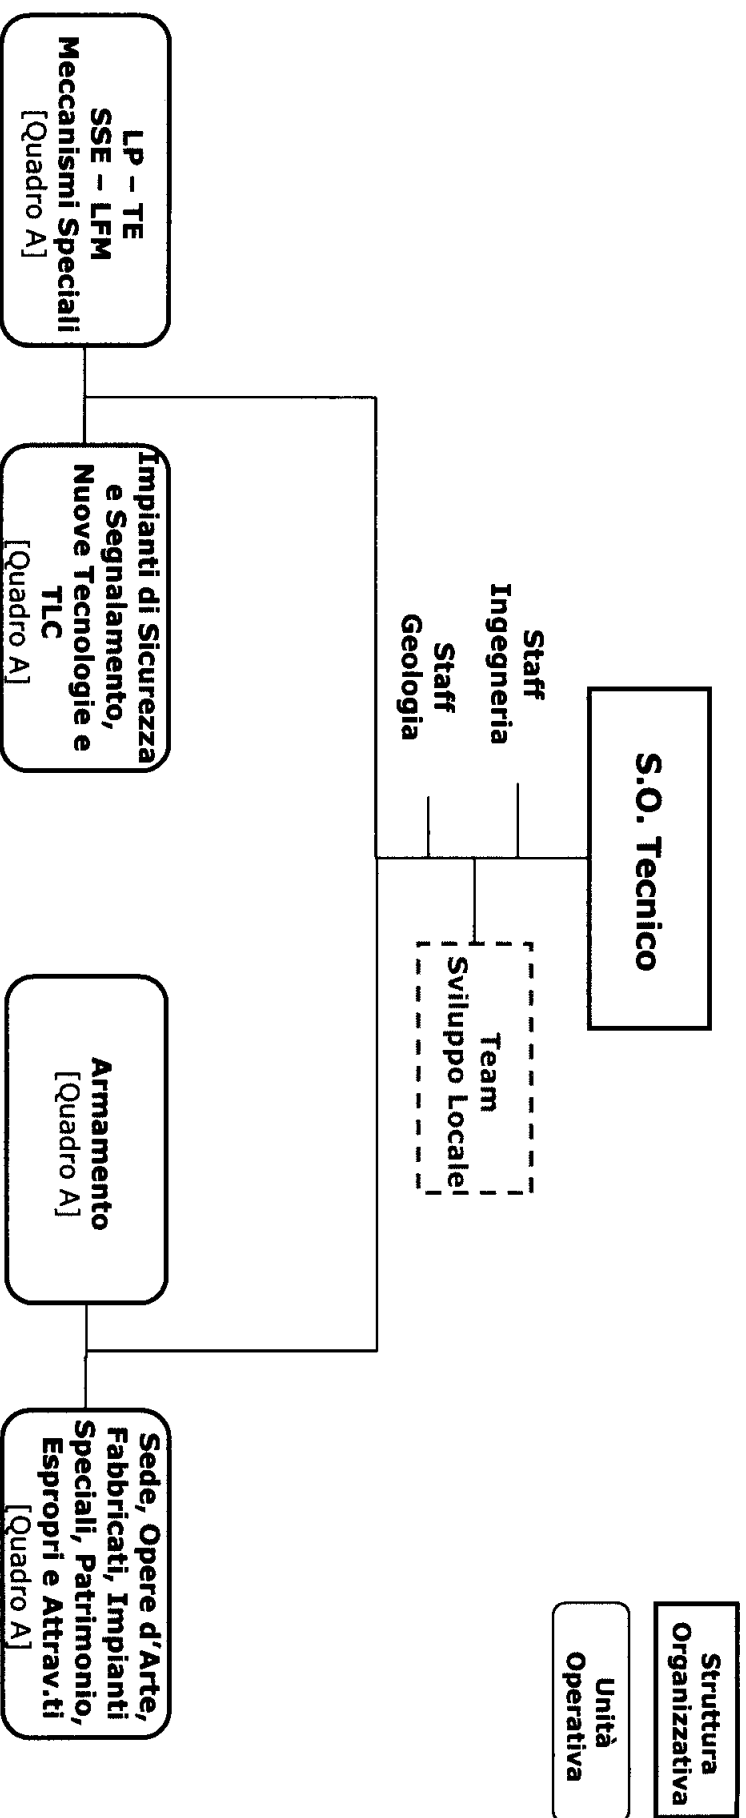 Struttura
Organizzativa
Unità
Operativa
S.O. Tecnico
Staff
Ingegneria
Staff
Geologia
Team
Sviluppo Locale
LP – TE
SSE – LFM
Meccanismi Speciali
[Quadro A]
Impianti di Sicurezza
e Segnalamento,
Nuove Tecnologie e
TLC
[Quadro A]
Armamento
[Quadro A]
Sede, Opere d'Arte,
Fabbricati, Impianti
Speciali, Patrimonio,
Espropri e Attrav.ti
[Quadro A]